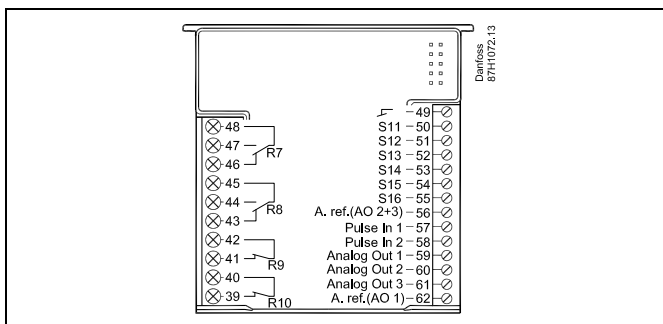 Danfoss
87H1072.13
48
47
46
R7
45
44
43
R8
42
41
R9
40
39
R10
49
S11 50
S12 51
S13 52
S14 53
S15 54
S16 55
A. ref.(AO 2+3) 56
Pulse In 1 57
Pulse In 2 58
Analog Out 1 59
Analog Out 2 60
Analog Out 3 61
A. ref.(AO 1) 62